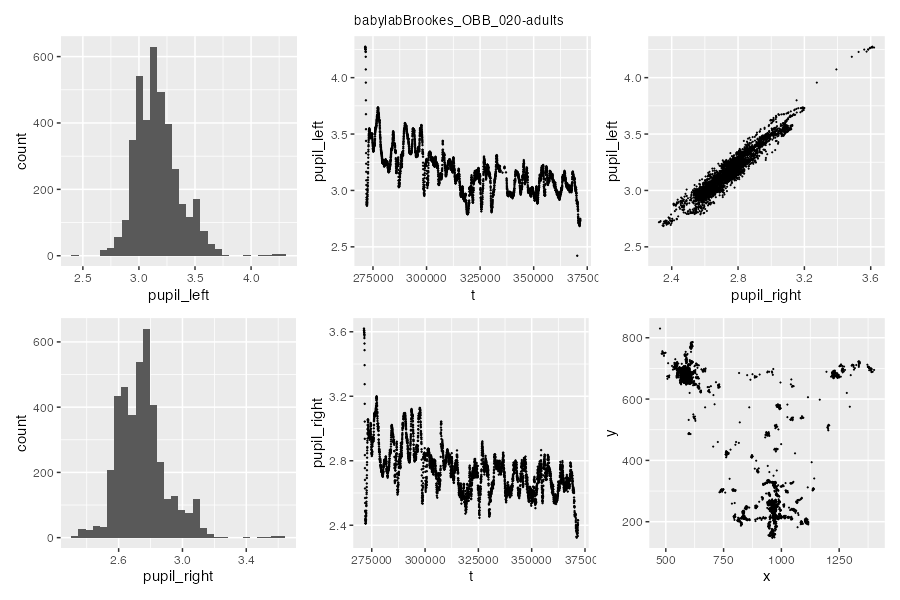 babylabBrookes_OBB_020-adults
600
400
200
0
count
2.5 3.0 3.5 4.0
pupil_left
4.0
3.5
3.0
2.5
pupil_left
275000 300000 325000 350000 37500
t
4.0
3.5
3.0
2.5
pupil_left
2.4 2.8 3.2 3.6
pupil_right
600
400
200
0
count
2.6 3.0 3.4
pupil_right
3.6
3.2
2.8
2.4
pupil_right
275000 300000 325000 350000 37500
t
800
600
400
200
y
500 750 1000 1250
x